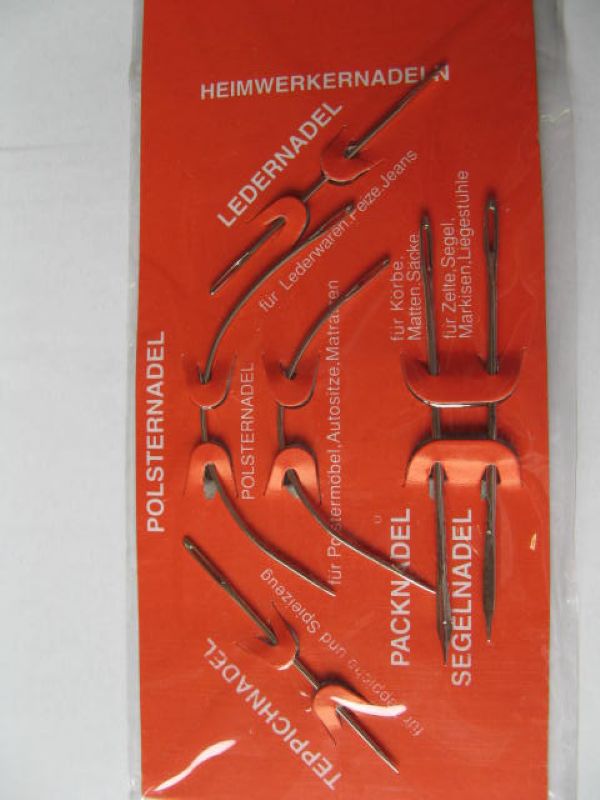 HEIMWERKERNADELN
LEDERNADEL
für Lederwaren,Pelze,Jeans
POLSTERNADEL
POLSTERNADEL
für Polstermöbel,Autositze,Matratzen
PACKNADEL
für Körbe,
Matten,Säcke
SEGELNADEL
für Zelte,Segel,
Markisen,Liegestühle
TEPPICHNADEL
für Teppiche und Spielzeug